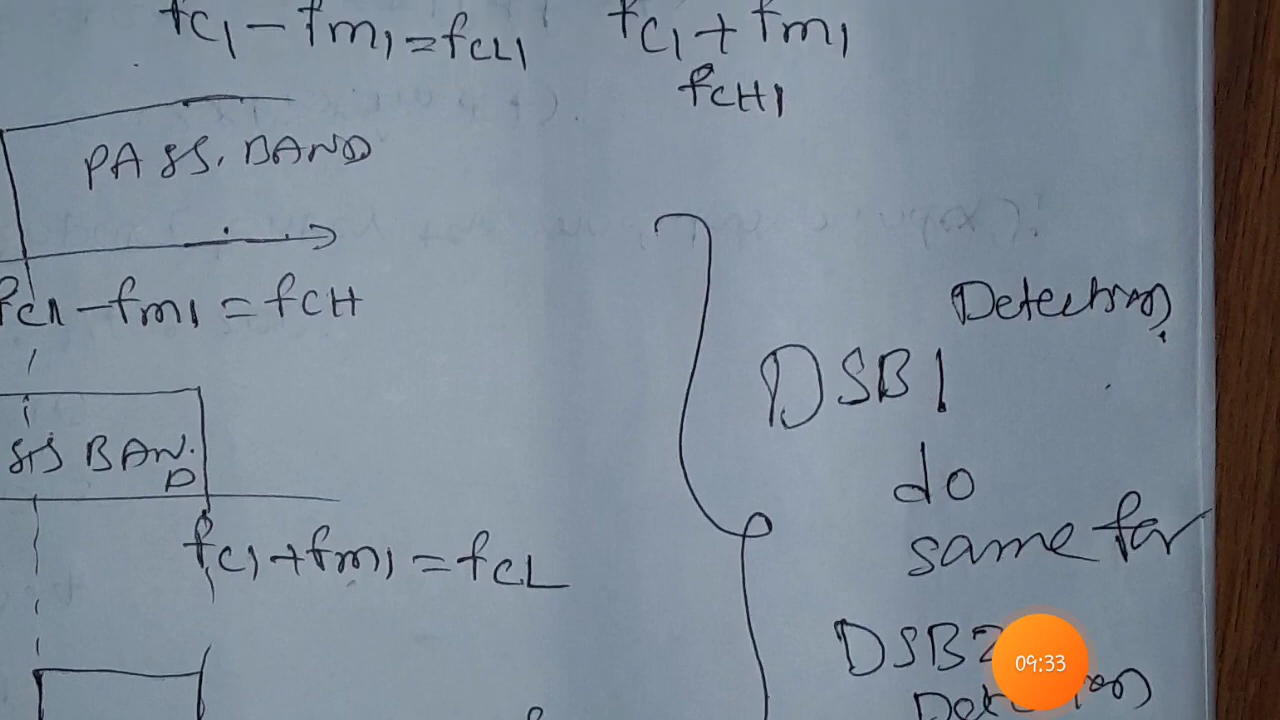 fc1 - fm1 = fcL1
fc1 + fm1
fcH1
PASS. BAND
fc1 - fm1 = fcH
Detection
DSB1
SS BAND
do
same for
fc1 + fm1 = fcL
DSB2
09:33